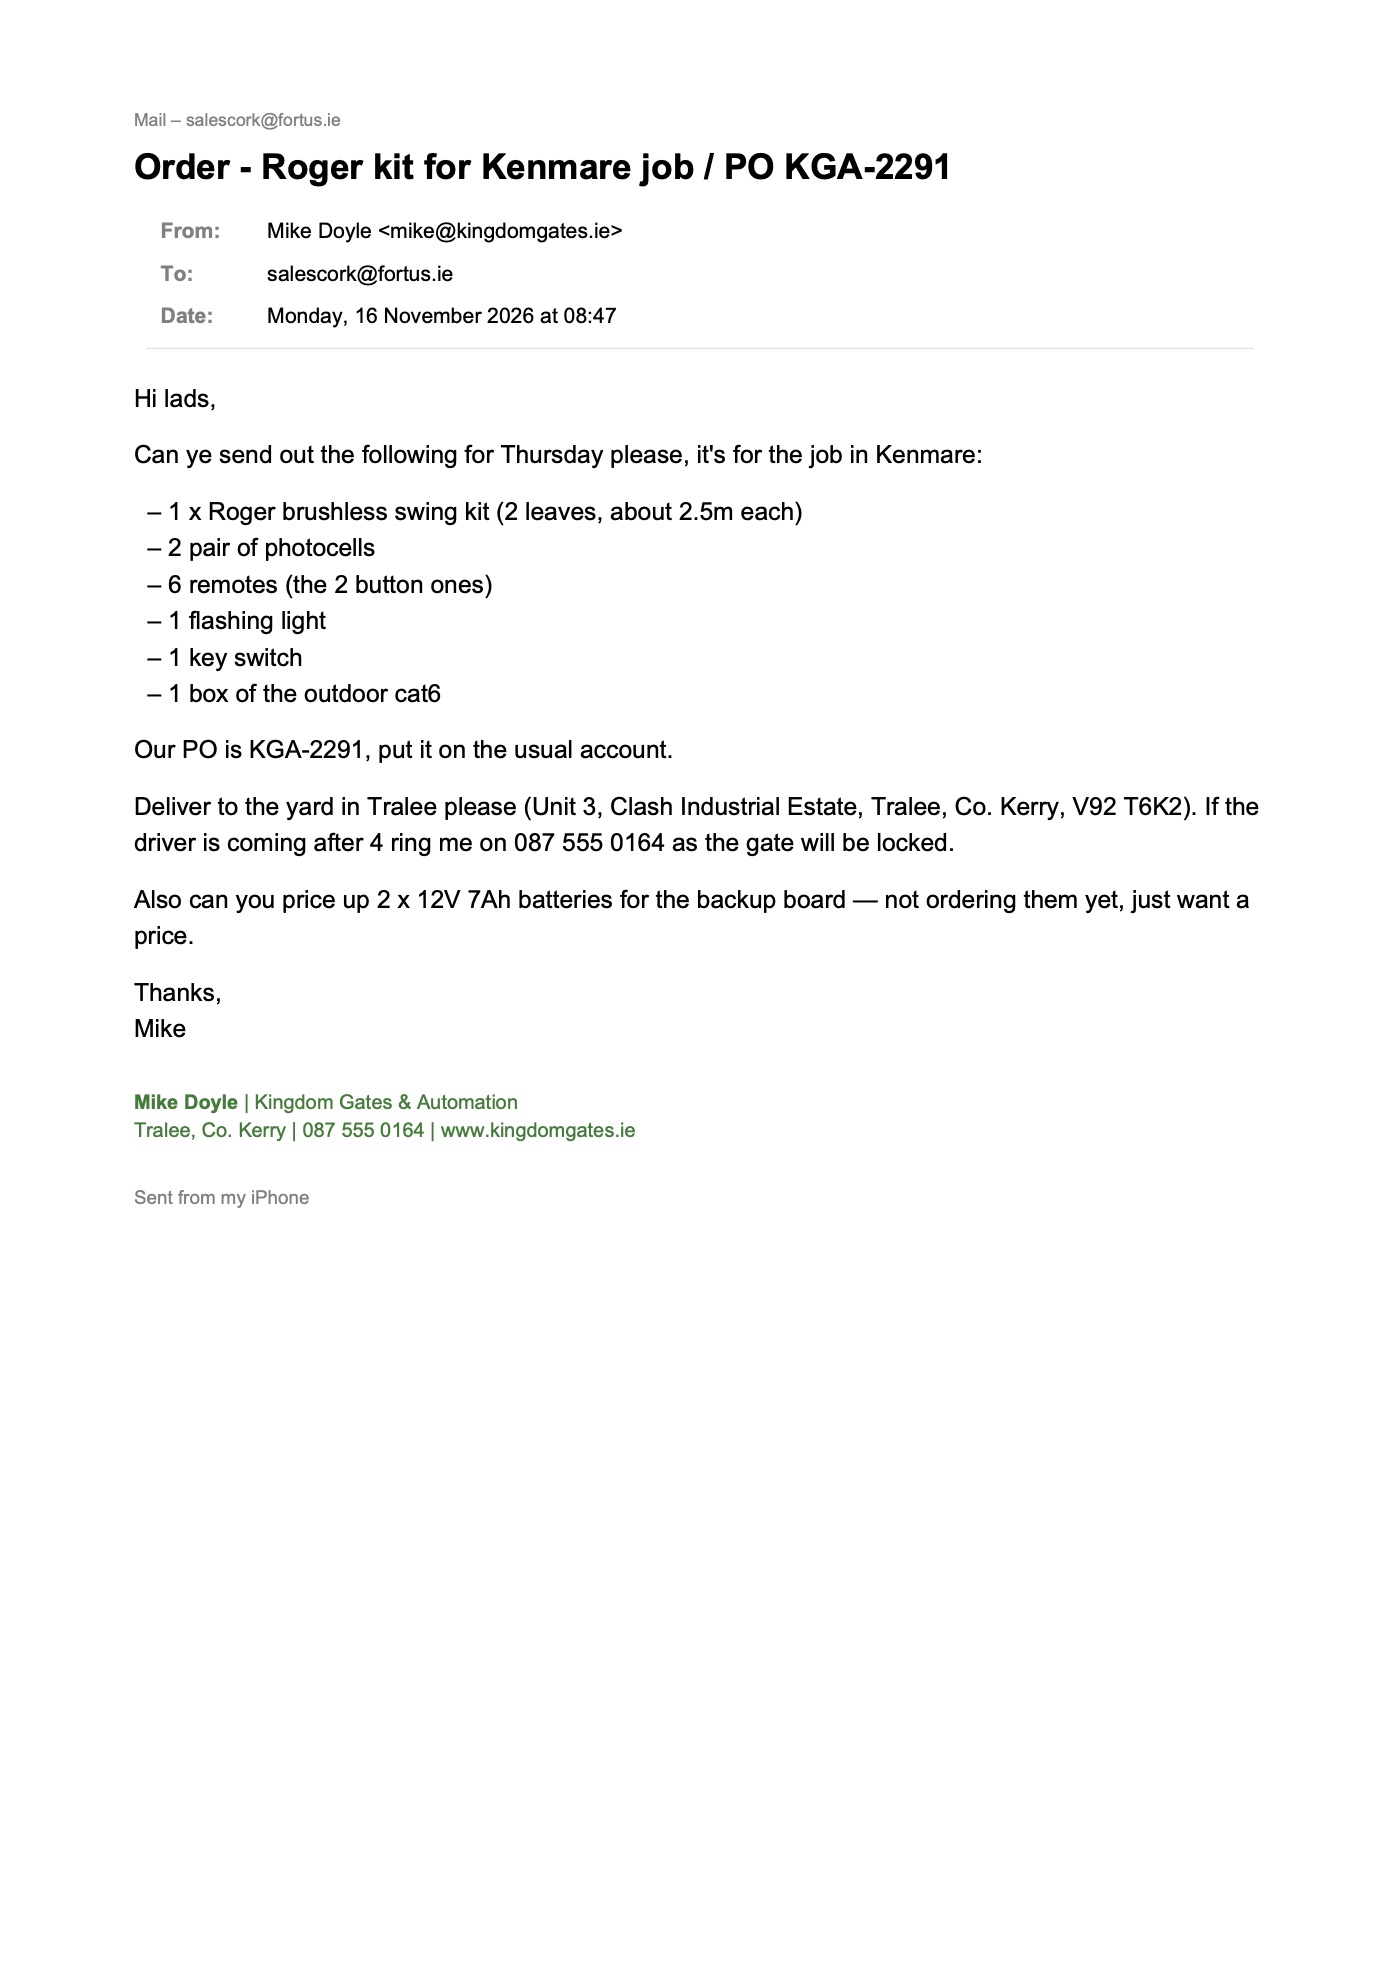 Mail – salescork@fortus.ie
Order - Roger kit for Kenmare job / PO KGA-2291
From: Mike Doyle <mike@kingdomgates.ie>
To: salescork@fortus.ie
Date: Monday, 16 November 2026 at 08:47
Hi lads,
Can ye send out the following for Thursday please, it's for the job in Kenmare:
– 1 x Roger brushless swing kit (2 leaves, about 2.5m each)
– 2 pair of photocells
– 6 remotes (the 2 button ones)
– 1 flashing light
– 1 key switch
– 1 box of the outdoor cat6
Our PO is KGA-2291, put it on the usual account.
Deliver to the yard in Tralee please (Unit 3, Clash Industrial Estate, Tralee, Co. Kerry, V92 T6K2). If the
driver is coming after 4 ring me on 087 555 0164 as the gate will be locked.
Also can you price up 2 x 12V 7Ah batteries for the backup board — not ordering them yet, just want a
price.
Thanks,
Mike
Mike Doyle | Kingdom Gates & Automation
Tralee, Co. Kerry | 087 555 0164 | www.kingdomgates.ie
Sent from my iPhone